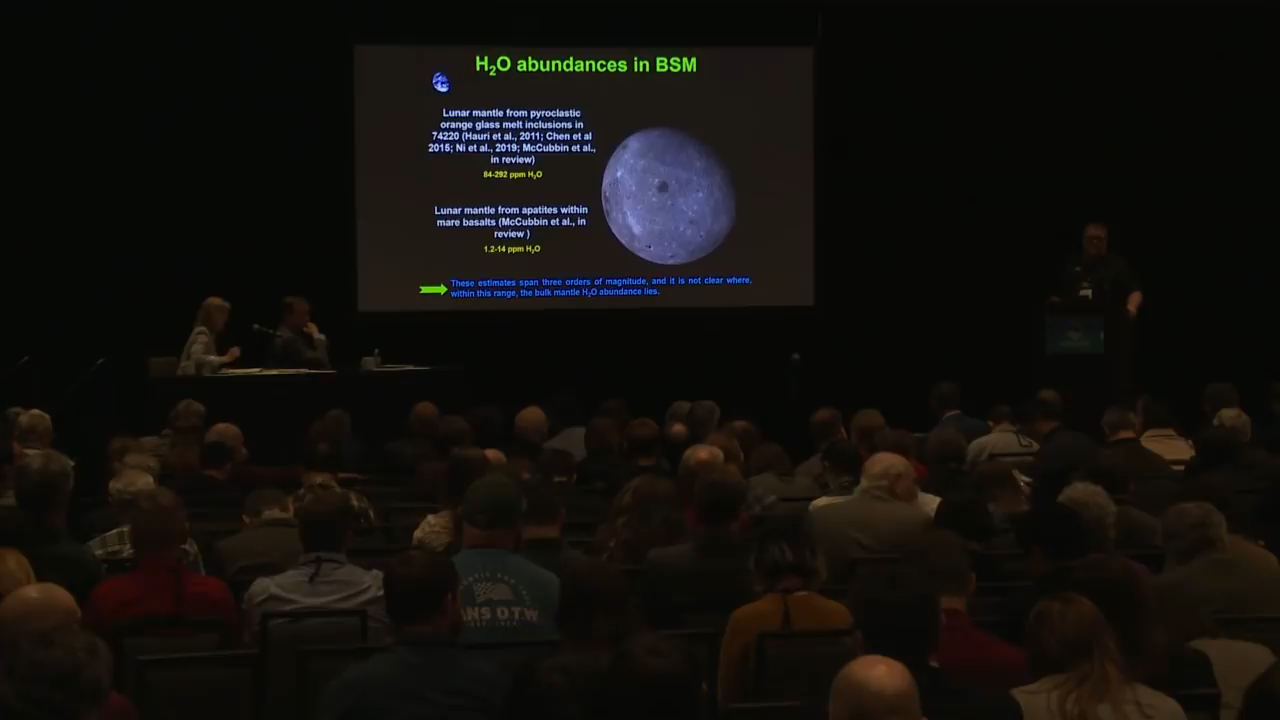 H₂O abundances in BSM
Lunar mantle from pyroclastic
orange glass melt inclusions in
74220 (Hauri et al., 2011; Chen et al
2015; Ni et al., 2019; McCubbin et al.,
in review)
84-292 ppm H₂O
Lunar mantle from apatites within
mare basalts (McCubbin et al., in
review )
1.2-14 ppm H₂O
These estimates span three orders of magnitude, and it is not clear where,
within this range, the bulk mantle H₂O abundance lies.